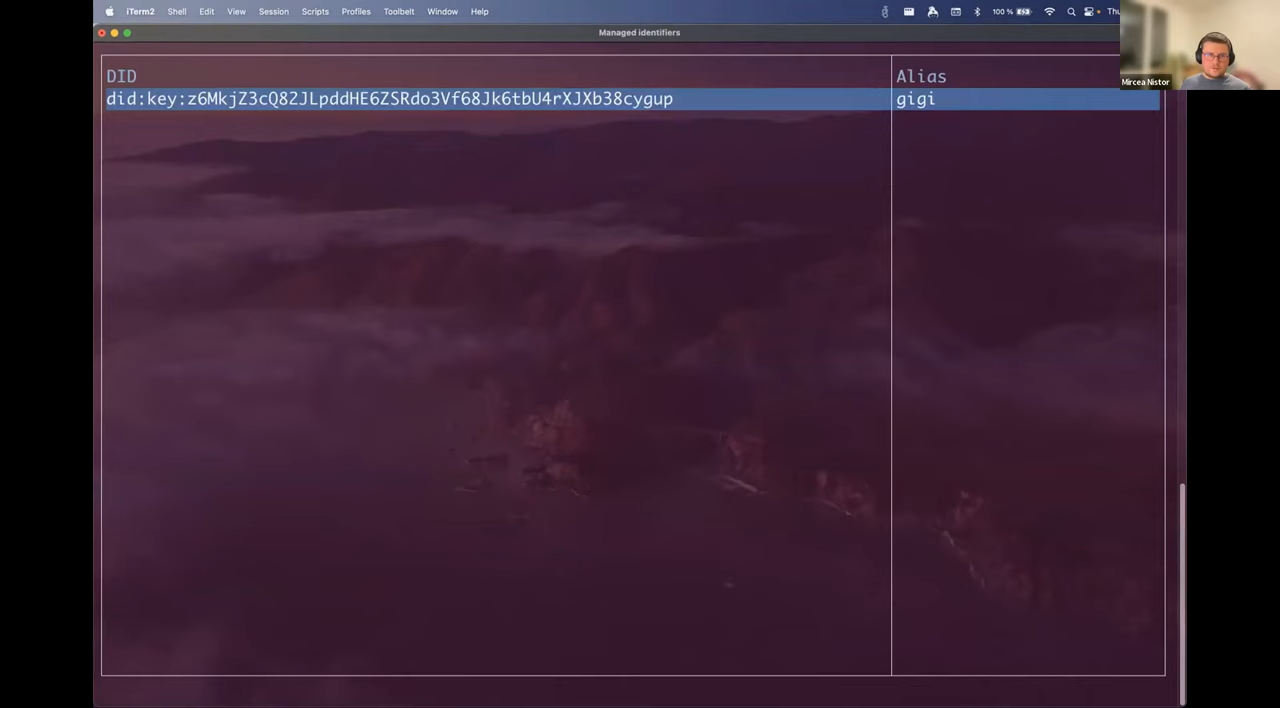 iTerm2 Shell Edit View Session Scripts Profiles Toolbelt Window Help 100 % Thu
Managed identifiers
Mircea Nistor
DID Alias
did:key:z6MkjZ3cQ82JLpddHE6ZSRdo3Vf68Jk6tbU4rXJXb38cygup gigi